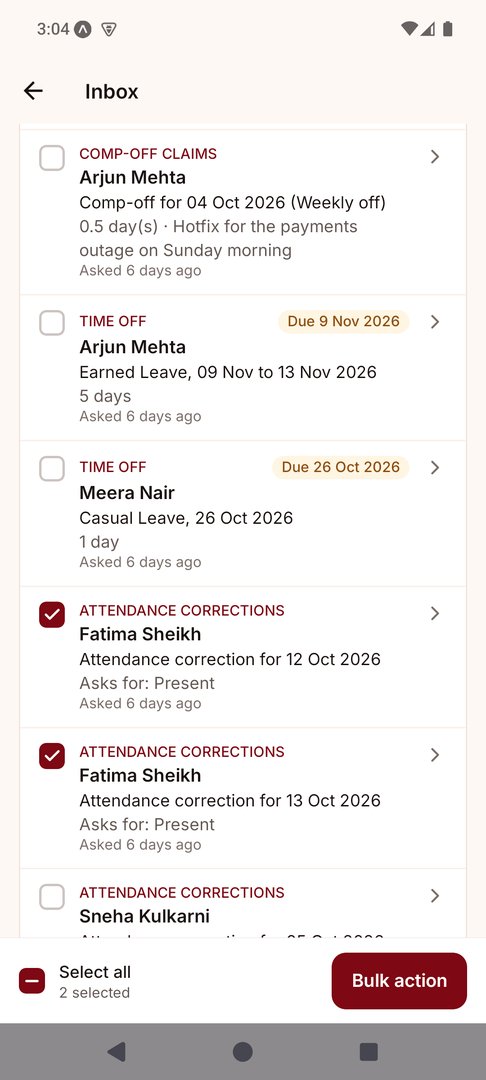 3:04
Inbox
COMP-OFF CLAIMS
Arjun Mehta
Comp-off for 04 Oct 2026 (Weekly off)
0.5 day(s) · Hotfix for the payments
outage on Sunday morning
Asked 6 days ago
TIME OFF
Due 9 Nov 2026
Arjun Mehta
Earned Leave, 09 Nov to 13 Nov 2026
5 days
Asked 6 days ago
TIME OFF
Due 26 Oct 2026
Meera Nair
Casual Leave, 26 Oct 2026
1 day
Asked 6 days ago
ATTENDANCE CORRECTIONS
Fatima Sheikh
Attendance correction for 12 Oct 2026
Asks for: Present
Asked 6 days ago
ATTENDANCE CORRECTIONS
Fatima Sheikh
Attendance correction for 13 Oct 2026
Asks for: Present
Asked 6 days ago
ATTENDANCE CORRECTIONS
Sneha Kulkarni
Select all
2 selected
Bulk action